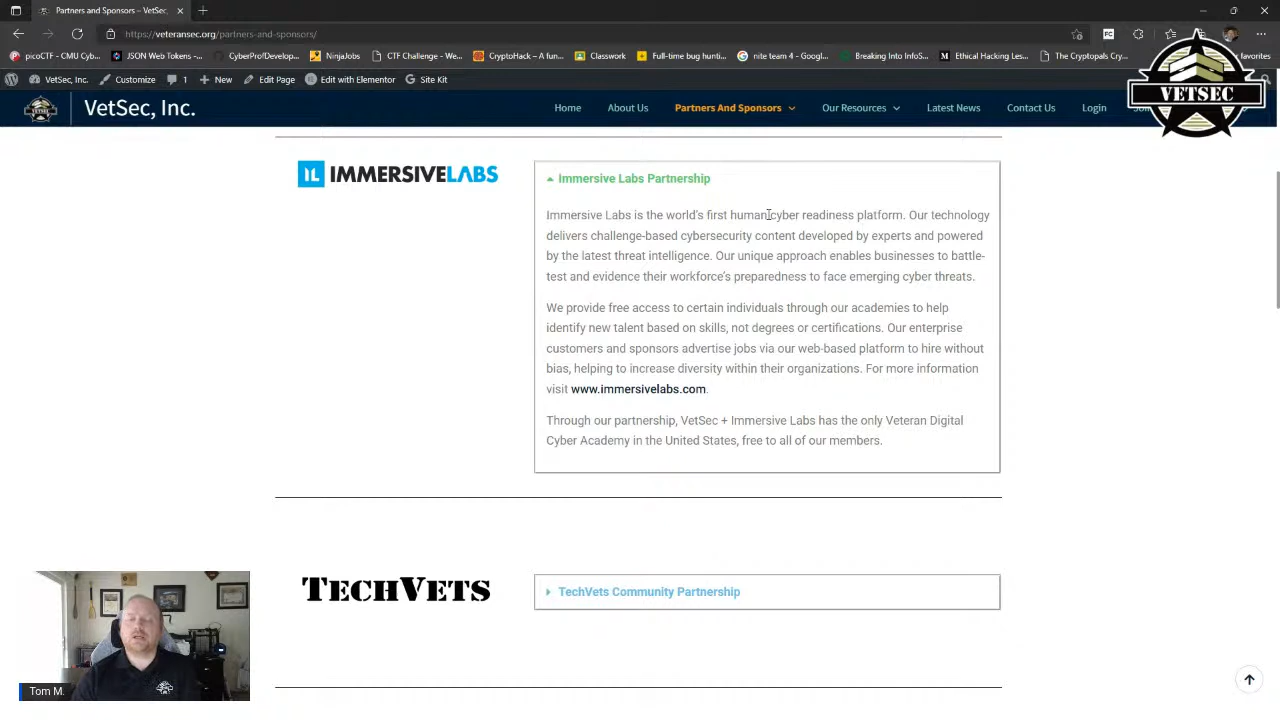 Partners and Sponsors – VetSec,
https://veteransec.org/partners-and-sponsors/
picoCTF - CMU Cyb...
JSON Web Tokens -...
CyberProfDevelop...
NinjaJobs
CTF Challenge - We...
CryptoHack – A fun...
Classwork
Full-time bug hunti...
nite team 4 - Googl...
Breaking Into InfoS...
Ethical Hacking Les...
The Cryptopals Cry...
VetSec, Inc.
Customize
1
New
Edit Page
Edit with Elementor
Site Kit
VETSEC
VetSec, Inc.
Home
About Us
Partners And Sponsors
Our Resources
Latest News
Contact Us
Login
IL IMMERSIVELABS
Immersive Labs Partnership
Immersive Labs is the world's first human cyber readiness platform. Our technology
delivers challenge-based cybersecurity content developed by experts and powered
by the latest threat intelligence. Our unique approach enables businesses to battle-
test and evidence their workforce's preparedness to face emerging cyber threats.
We provide free access to certain individuals through our academies to help
identify new talent based on skills, not degrees or certifications. Our enterprise
customers and sponsors advertise jobs via our web-based platform to hire without
bias, helping to increase diversity within their organizations. For more information
visit www.immersivelabs.com.
Through our partnership, VetSec + Immersive Labs has the only Veteran Digital
Cyber Academy in the United States, free to all of our members.
TECHVETS
TechVets Community Partnership
Tom M.